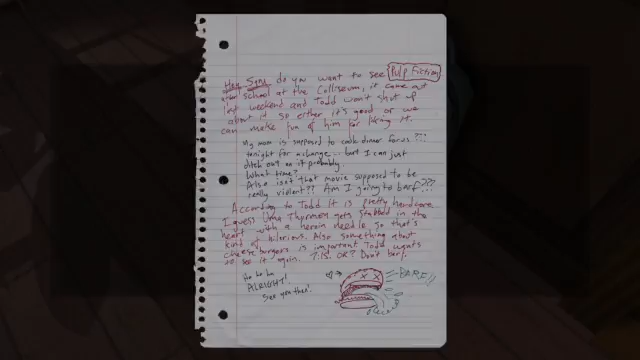 Hey Sam do you want to see Pulp Fiction
after school at the Colliseum, it came out
last weekend and Todd won't shut up
about it so either it's good or we
can make fun of him for liking it.
My mom is supposed to cook dinner for us ???
tonight for a change... but I can just
ditch out on it probably.
What time?
Also isn't that movie supposed to be
really violent?? Am I going to barf???
According to Todd it is pretty hardcore.
I guess Uma Thurman gets stabbed in the
heart with a heroin needle so that's
kind of hilarious. Also something about
cheeseburgers is important. Todd wants
to see it again. 7:15 OK? Don't barf.
Ha ha ha
ALRIGHT!
See you then!
BARF!!